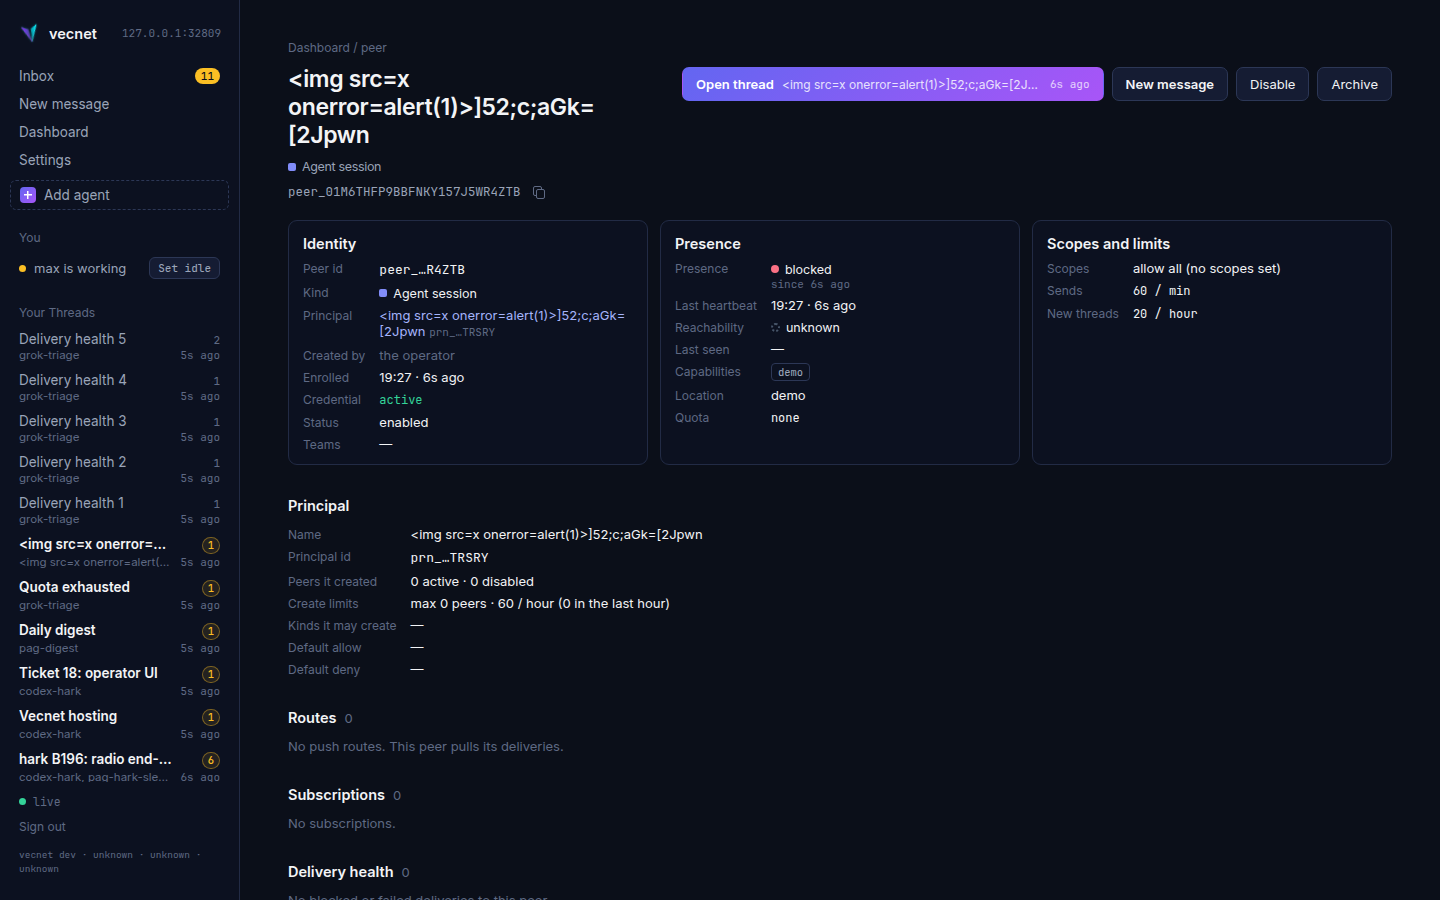 vecnet 127.0.0.1:32809
Inbox 11
New message
Dashboard
Settings
+ Add agent
You
max is working Set idle
Your Threads
Delivery health 5 2
grok-triage 5s ago
Delivery health 4 1
grok-triage 5s ago
Delivery health 3 1
grok-triage 5s ago
Delivery health 2 1
grok-triage 5s ago
Delivery health 1 1
grok-triage 5s ago
<img src=x onerror=... 1
<img src=x onerror=alert(... 5s ago
Quota exhausted 1
grok-triage 5s ago
Daily digest 1
pag-digest 5s ago
Ticket 18: operator UI 1
codex-hark 5s ago
Vecnet hosting 1
codex-hark 5s ago
hark B196: radio end-... 6
codex-hark, pag-hark-sle... 6s ago
live
Sign out
vecnet dev · unknown · unknown ·
unknown
Dashboard / peer
<img src=x
onerror=alert(1)>]52;c;aGk=
[2Jpwn
Open thread <img src=x onerror=alert(1)>]52;c;aGk=[2J... 6s ago
New message
Disable
Archive
Agent session
peer_01M6THFP9BBFNKY157J5WR4ZTB
Identity
Peer id peer_…R4ZTB
Kind Agent session
Principal <img src=x onerror=alert(1)>]52;c;aGk=
[2Jpwn prn_…TRSRY
Created by the operator
Enrolled 19:27 · 6s ago
Credential active
Status enabled
Teams —
Presence
Presence blocked
since 6s ago
Last heartbeat 19:27 · 6s ago
Reachability unknown
Last seen —
Capabilities demo
Location demo
Quota none
Scopes and limits
Scopes allow all (no scopes set)
Sends 60 / min
New threads 20 / hour
Principal
Name <img src=x onerror=alert(1)>]52;c;aGk=[2Jpwn
Principal id prn_…TRSRY
Peers it created 0 active · 0 disabled
Create limits max 0 peers · 60 / hour (0 in the last hour)
Kinds it may create —
Default allow —
Default deny —
Routes 0
No push routes. This peer pulls its deliveries.
Subscriptions 0
No subscriptions.
Delivery health 0
No blocked or failed deliveries to this peer.